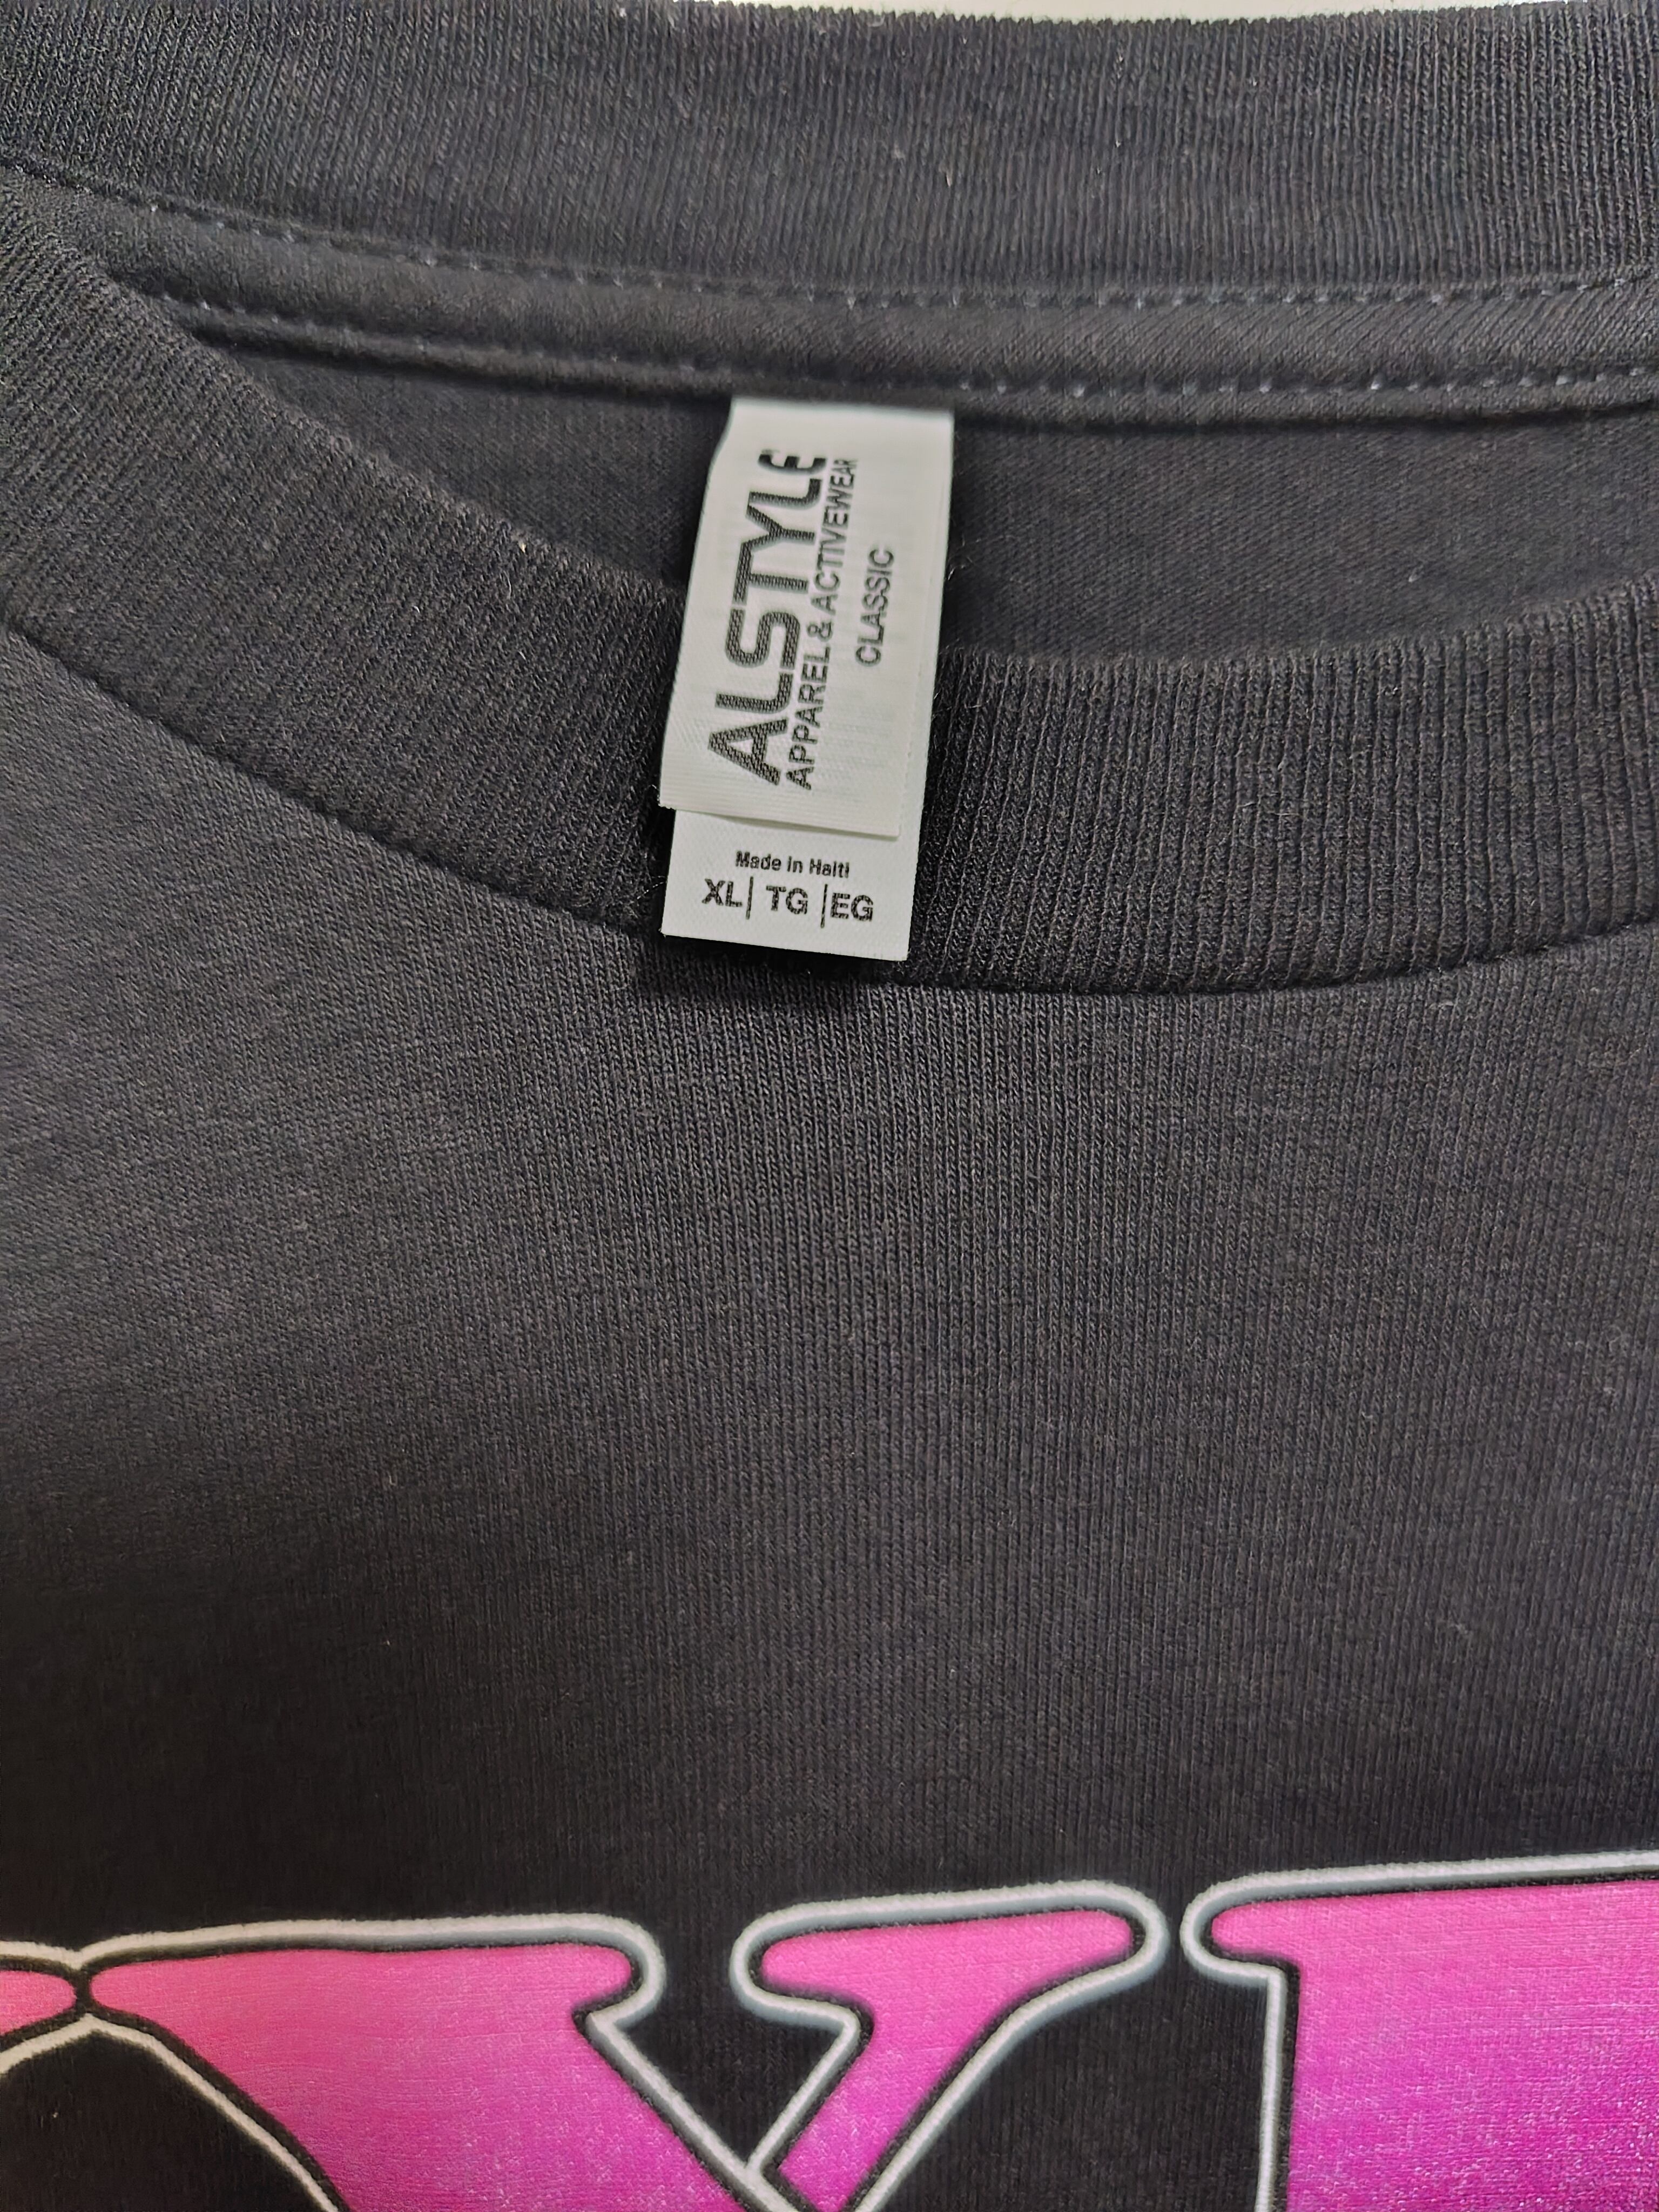 ALSTYLE
APPAREL & ACTIVEWEAR
CLASSIC
Made in Haiti
XL | TG | EG